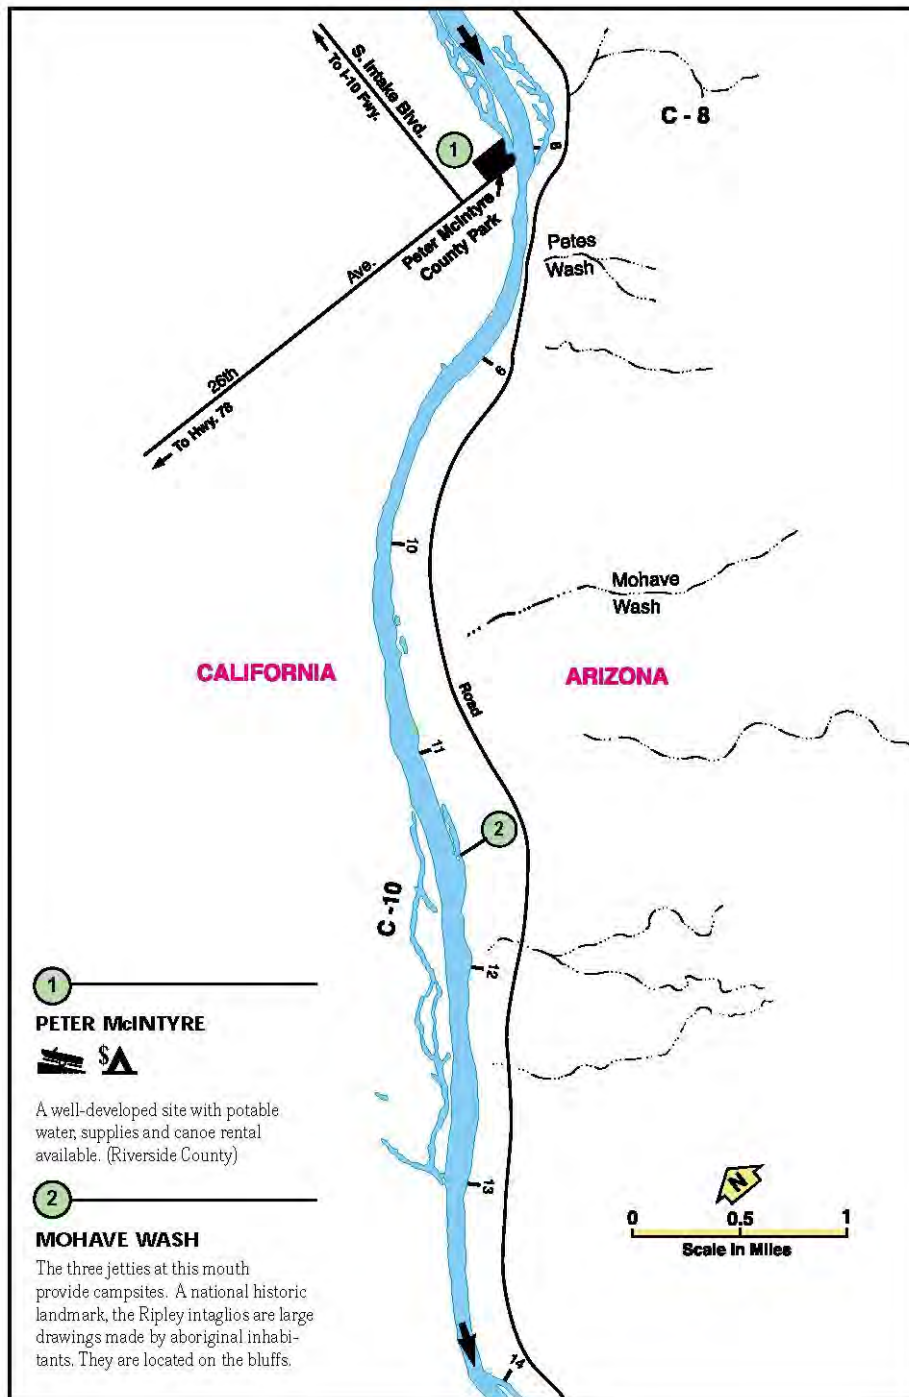 S. Intake Blvd.
To I-10 Fwy.
C - 8
1
8
Peter McIntyre
County Park
Petes
Wash
Ave.
26th
To Hwy. 78
9
10
Mohave
Wash
CALIFORNIA
ARIZONA
Road
11
2
C -10
12
13
14
N
0 0.5 1
Scale In Miles
1
PETER McINTYRE
$
A well-developed site with potable
water, supplies and canoe rental
available. (Riverside County)
2
MOHAVE WASH
The three jetties at this mouth
provide campsites. A national historic
landmark, the Ripley intaglios are large
drawings made by aboriginal inhabi-
tants. They are located on the bluffs.